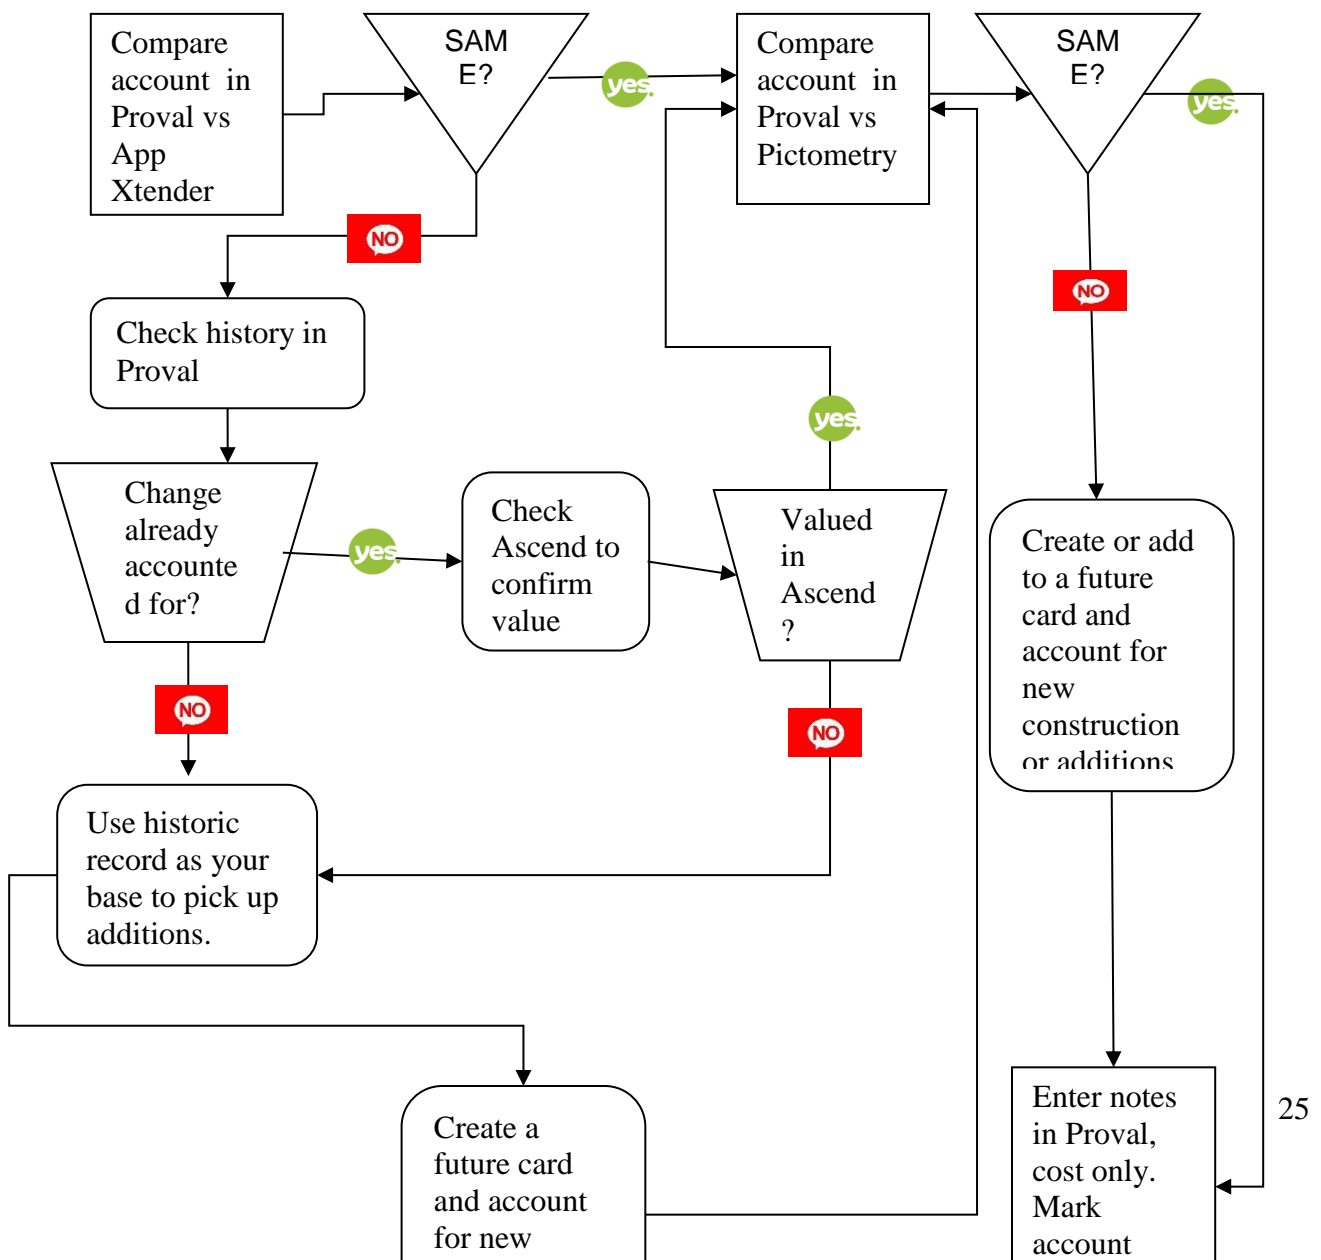 Compare
account in
Proval vs
App
Xtender
SAM
E?
yes.
Compare
account in
Proval vs
Pictometry
SAM
E?
yes.
NO
NO
Check history in
Proval
yes.
Change
already
accounte
d for?
yes.
Check
Ascend to
confirm
value
Valued
in
Ascend
?
Create or add
to a future
card and
account for
new
construction
or additions
NO
NO
Use historic
record as your
base to pick up
additions.
Create a
future card
and account
for new
Enter notes
in Proval,
cost only.
Mark
account
25